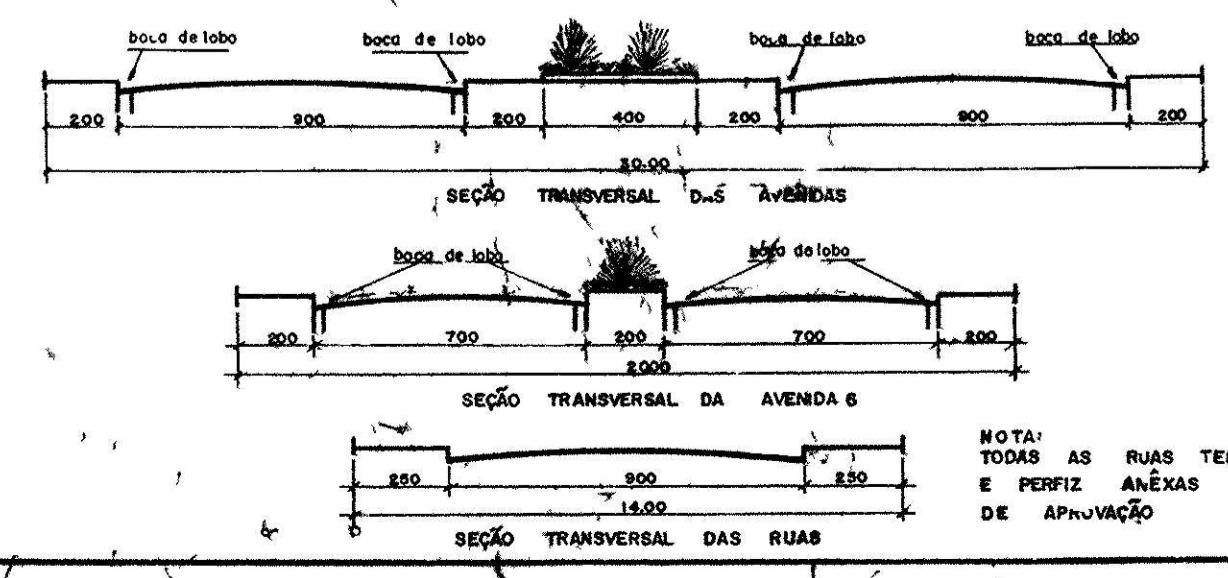 boca de lobo boca de lobo boca de lobo boca de lobo
200 900 200 400 200 900 200
30.00
SEÇÃO TRANSVERSAL DAS AVENIDAS
boca de lobo boca de lobo
200 700 200 700 200
2000
SEÇÃO TRANSVERSAL DA AVENIDA 6
250 900 250
14.00
SEÇÃO TRANSVERSAL DAS RUAS
NOTA:
TODAS AS RUAS TE
E PERFIZ ANÊXAS
DE APROVAÇÃO